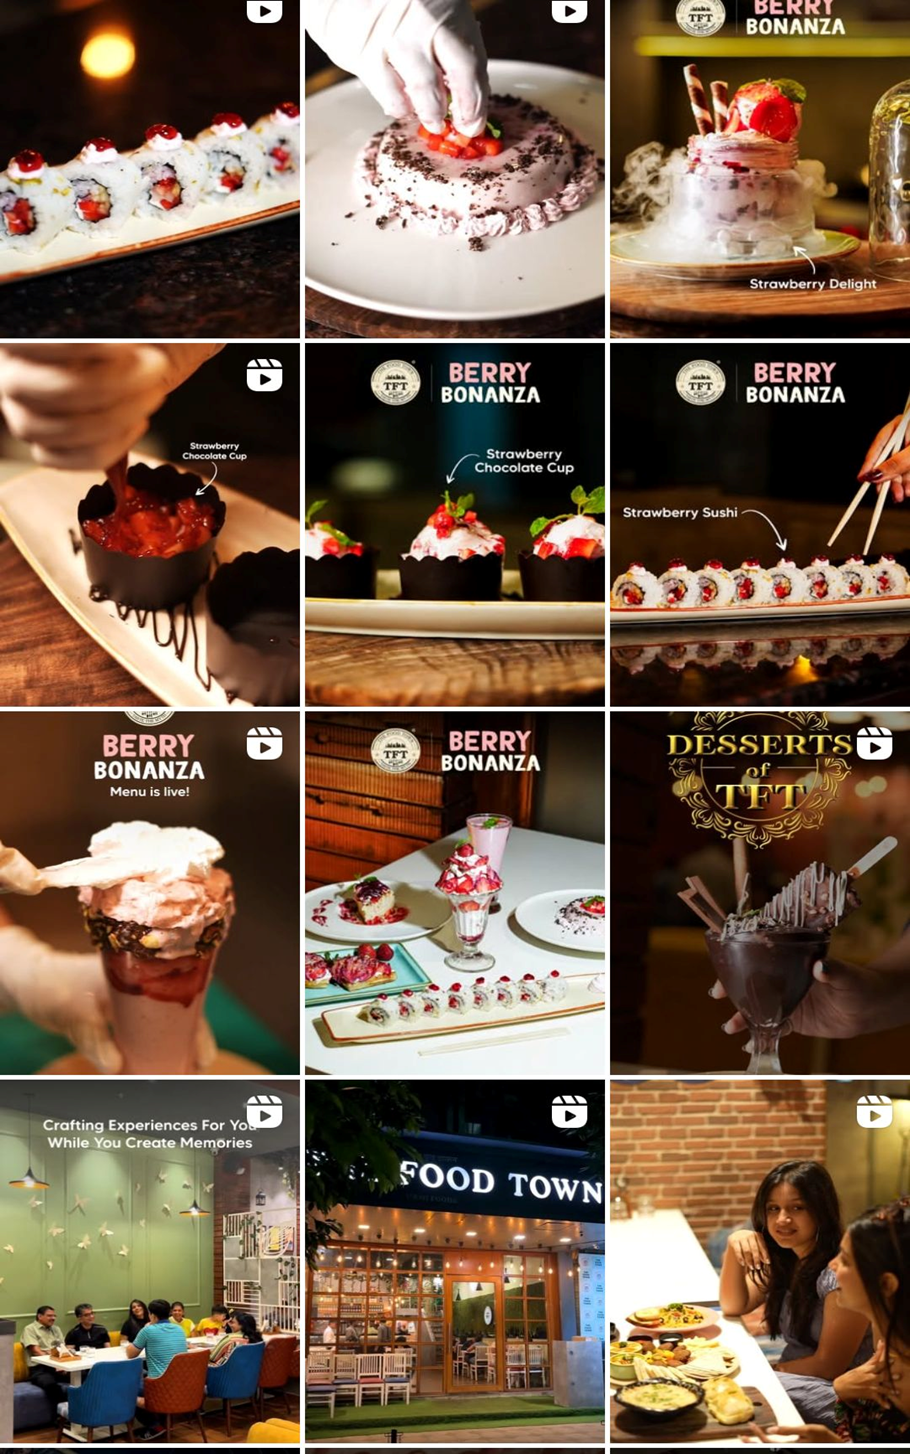 TFT
BERRY
BONANZA
Strawberry Delight
Strawberry
Chocolate Cup
TFT
BERRY
BONANZA
Strawberry
Chocolate Cup
TFT
BERRY
BONANZA
Strawberry Sushi
BERRY
BONANZA
Menu is live!
TFT
BERRY
BONANZA
DESSERTS
of
TFT
Crafting Experiences For You
While You Create Memories
FOOD TOWN